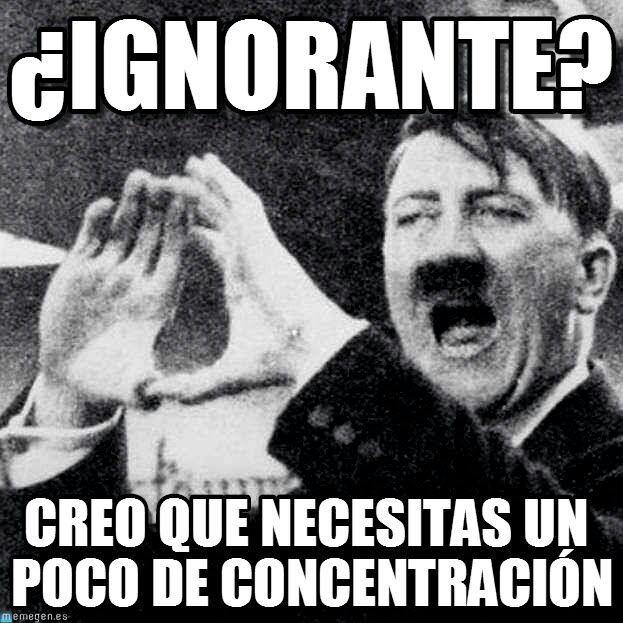 ¿IGNORANTE?
CREO QUE NECESITAS UN
POCO DE CONCENTRACIÓN
memegen.es